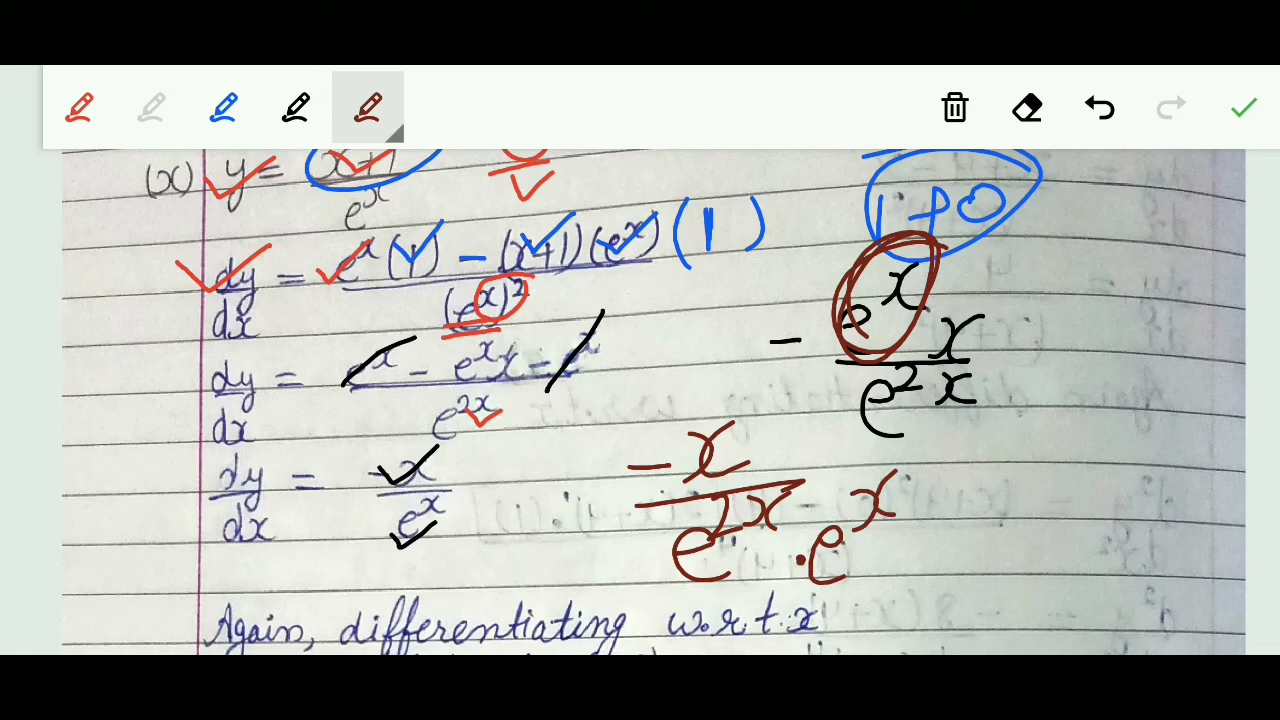 (x) y = x+1
e^x
1+0
dy/dx = e^x (1) - (x+1)(e^x) (1)
(e^x)^2
dy/dx = e^x - e^x x - e^x
e^2x
- e^x x
e^2x
dy/dx = -x
e^x
-x
e^2x . e^x
Again, differentiating w.r.t. x